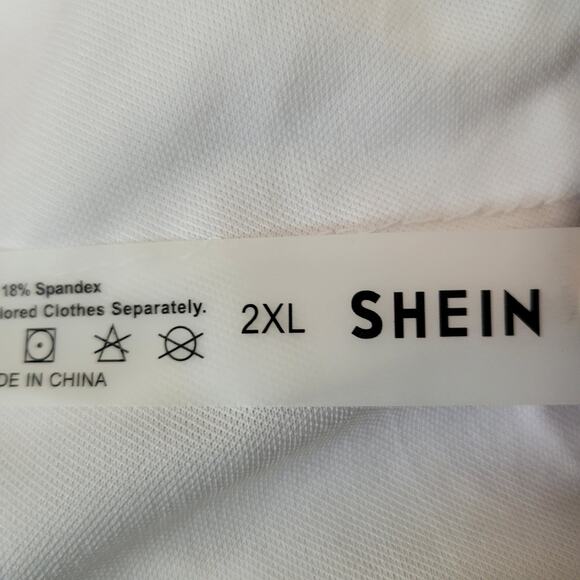 18% Spandex
lored Clothes Separately.
DE IN CHINA
2XL
SHEIN